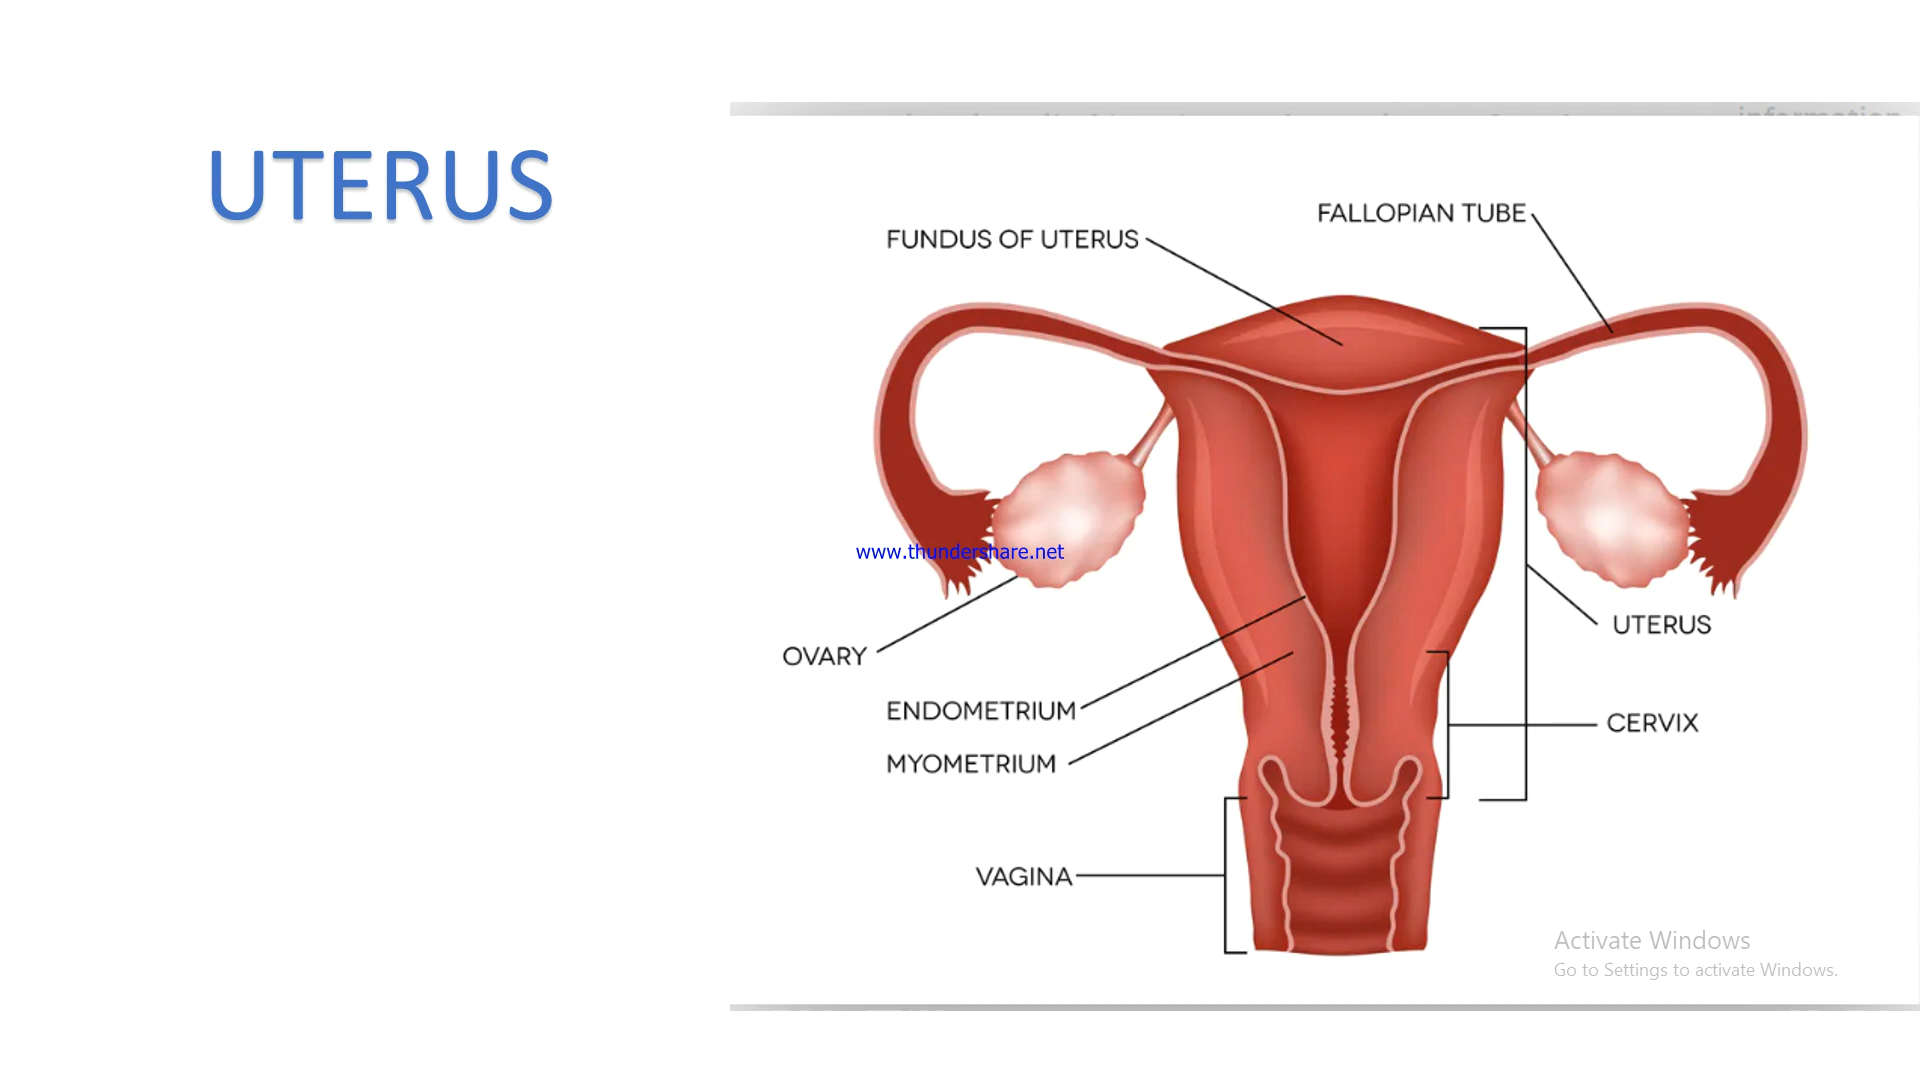 UTERUS
information
FALLOPIAN TUBE
FUNDUS OF UTERUS
www.thundershare.net
UTERUS
OVARY
ENDOMETRIUM
CERVIX
MYOMETRIUM
VAGINA
Activate Windows
Go to Settings to activate Windows.